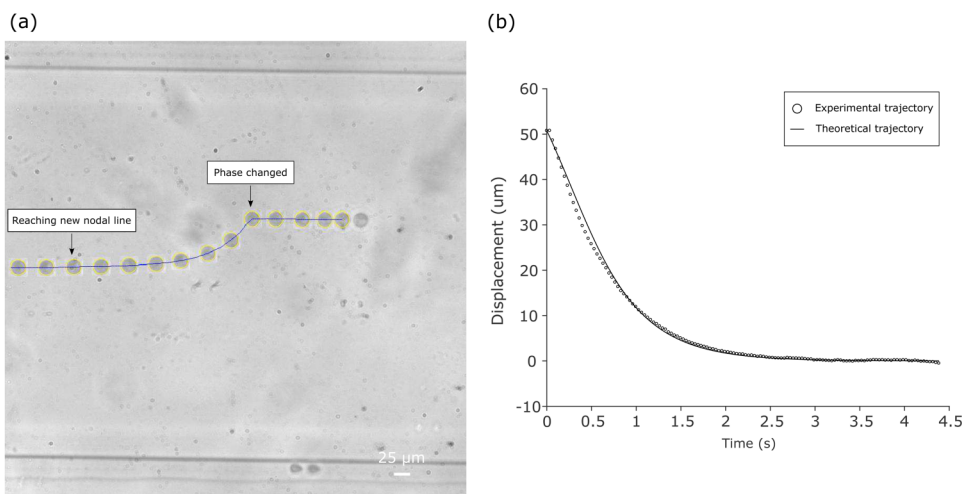 (a)
Phase changed
Reaching new nodal line
25 µm
(b)
Experimental trajectory
Theoretical trajectory
Displacement (um)
60
50
40
30
20
10
0
-10
0 0.5 1 1.5 2 2.5 3 3.5 4 4.5
Time (s)